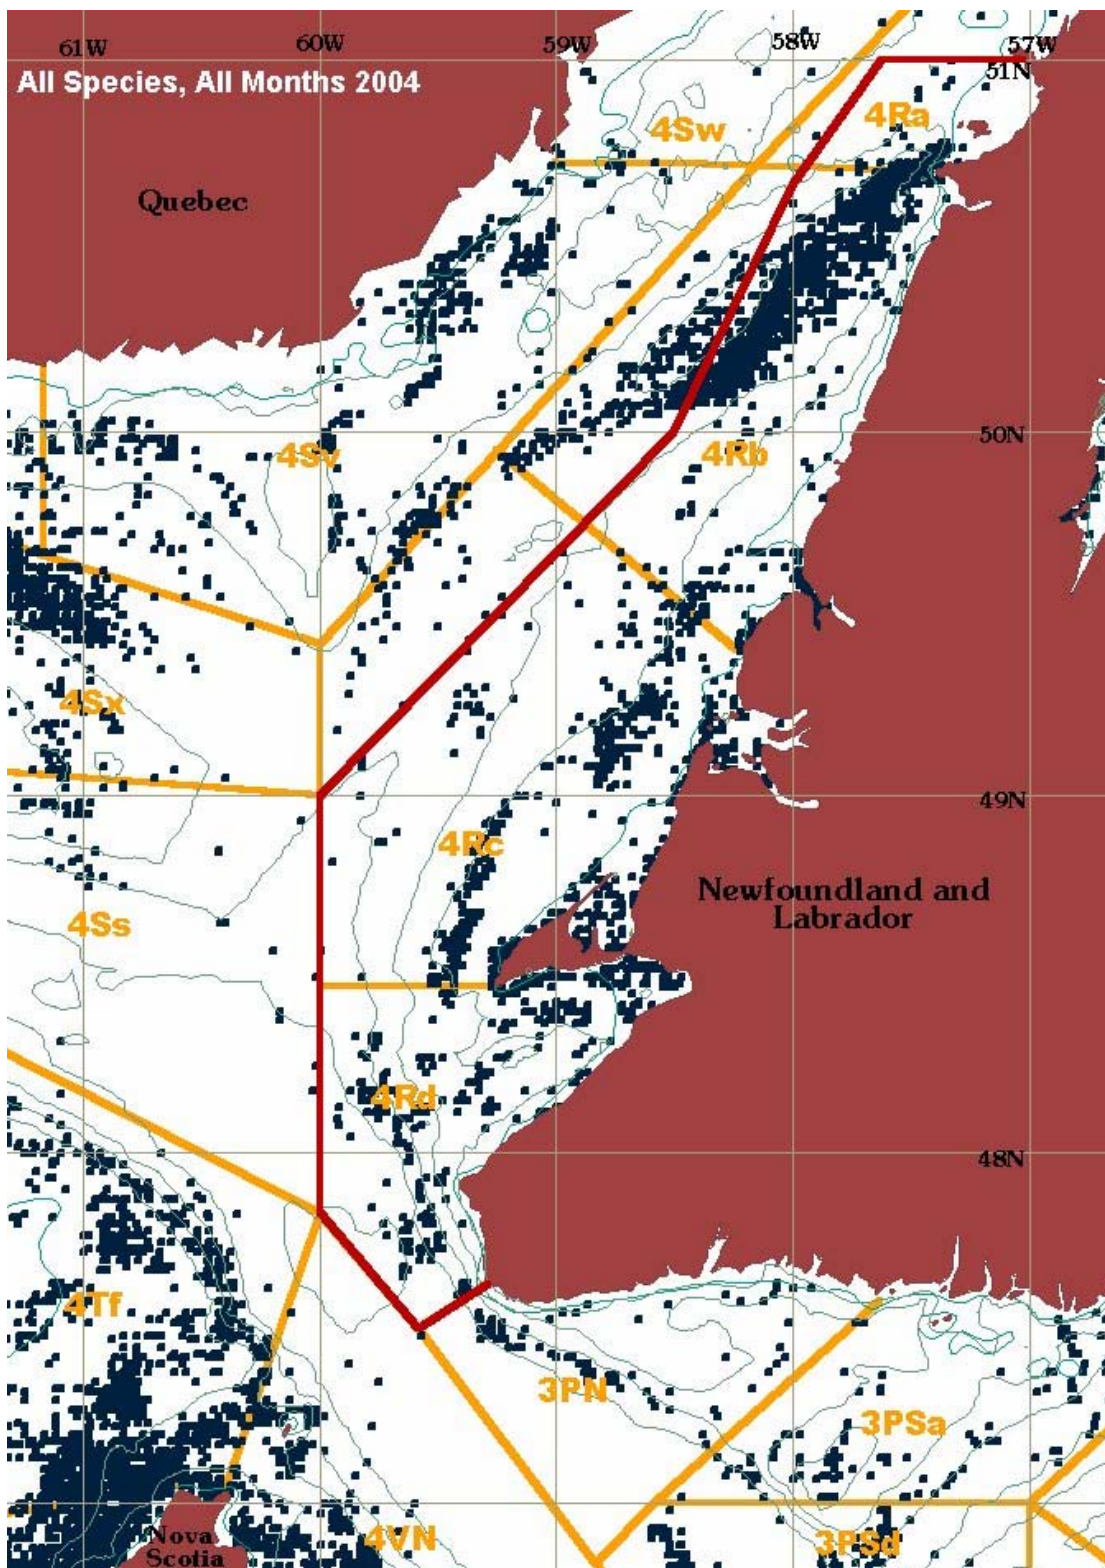 61W
60W
59W
58W
57W
51N
All Species, All Months 2004
4Sw
4Ra
Quebec
50N
4Sv
4Rb
4Sx
49N
4Rc
Newfoundland and
Labrador
4Ss
4Rd
48N
4Tf
3PN
3PSa
4VN
3PSd
Nova
Scotia